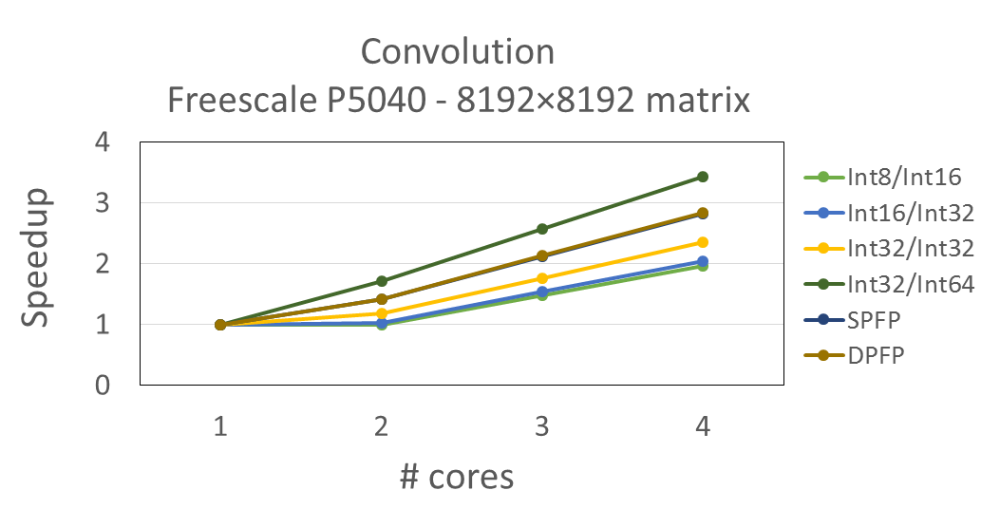 Convolution
Freescale P5040 - 8192×8192 matrix
4
3
2
1
0
Speedup
1 2 3 4
# cores
Int8/Int16
Int16/Int32
Int32/Int32
Int32/Int64
SPFP
DPFP